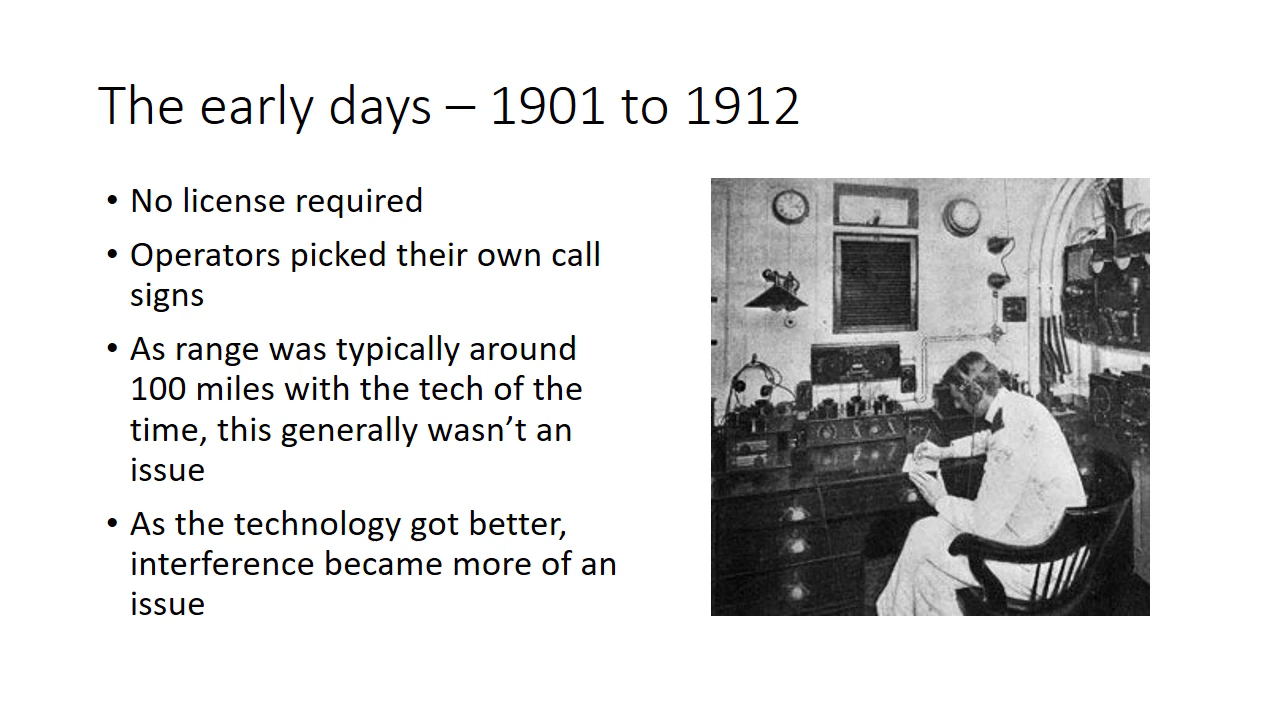 The early days – 1901 to 1912
• No license required
• Operators picked their own call
signs
• As range was typically around
100 miles with the tech of the
time, this generally wasn’t an
issue
• As the technology got better,
interference became more of an
issue